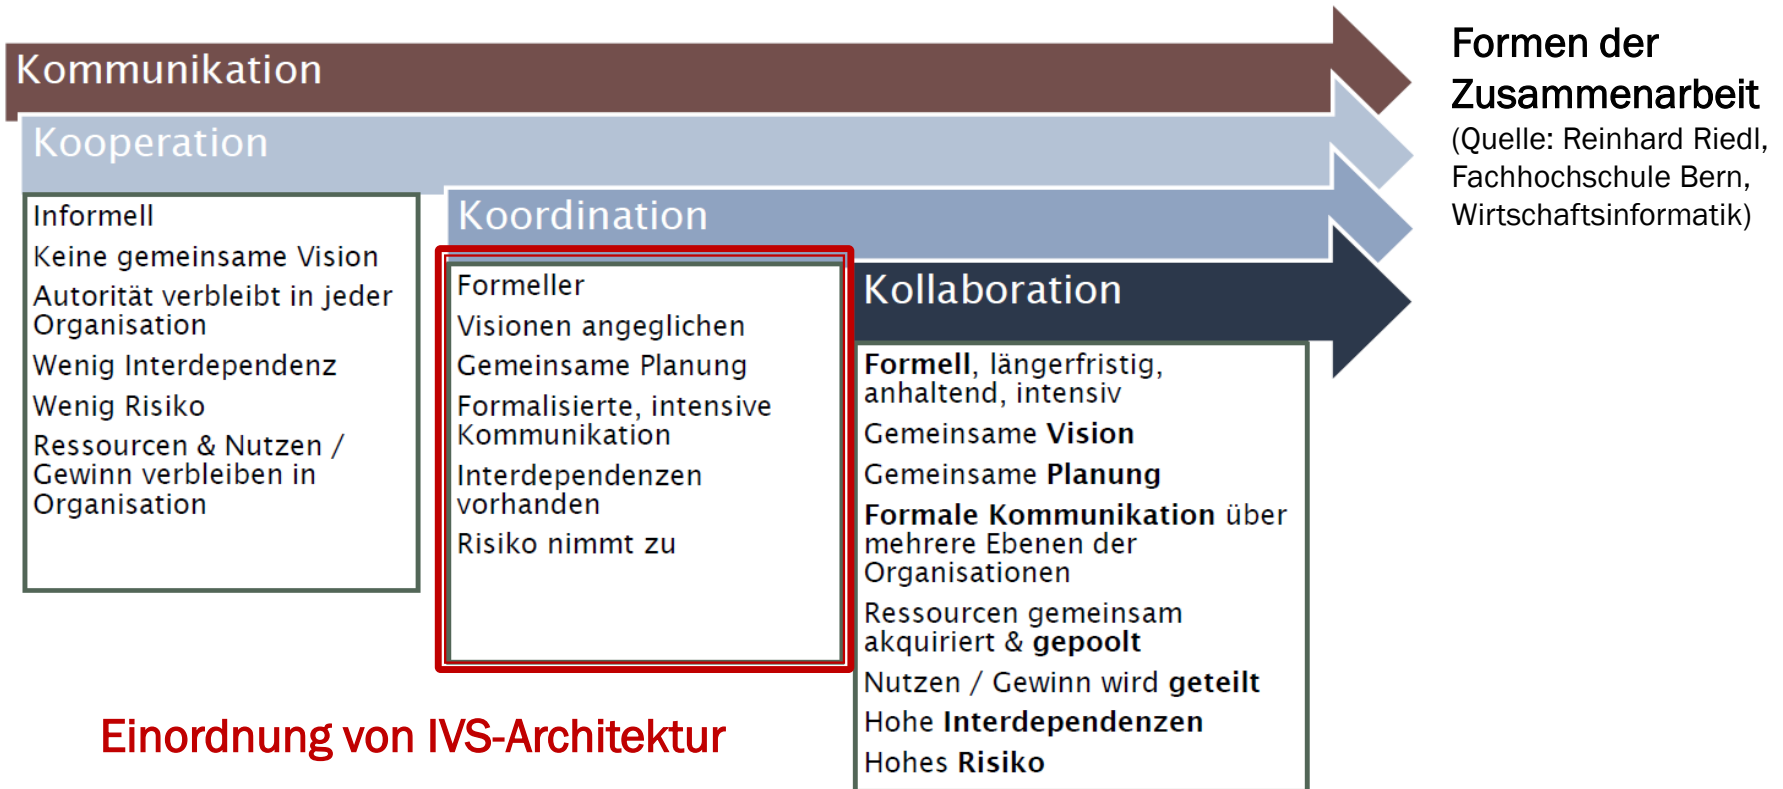 Kommunikation
Kooperation
Informell
Keine gemeinsame Vision
Autorität verbleibt in jeder
Organisation
Wenig Interdependenz
Wenig Risiko
Ressourcen & Nutzen /
Gewinn verbleiben in
Organisation
Koordination
Formeller
Visionen angeglichen
Gemeinsame Planung
Formalisierte, intensive
Kommunikation
Interdependenzen
vorhanden
Risiko nimmt zu
Kollaboration
Formell, längerfristig,
anhaltend, intensiv
Gemeinsame Vision
Gemeinsame Planung
Formale Kommunikation über
mehrere Ebenen der
Organisationen
Ressourcen gemeinsam
akquiriert & gepoolt
Nutzen / Gewinn wird geteilt
Hohe Interdependenzen
Hohes Risiko
Einordnung von IVS-Architektur
Formen der
Zusammenarbeit
(Quelle: Reinhard Riedl,
Fachhochschule Bern,
Wirtschaftsinformatik)